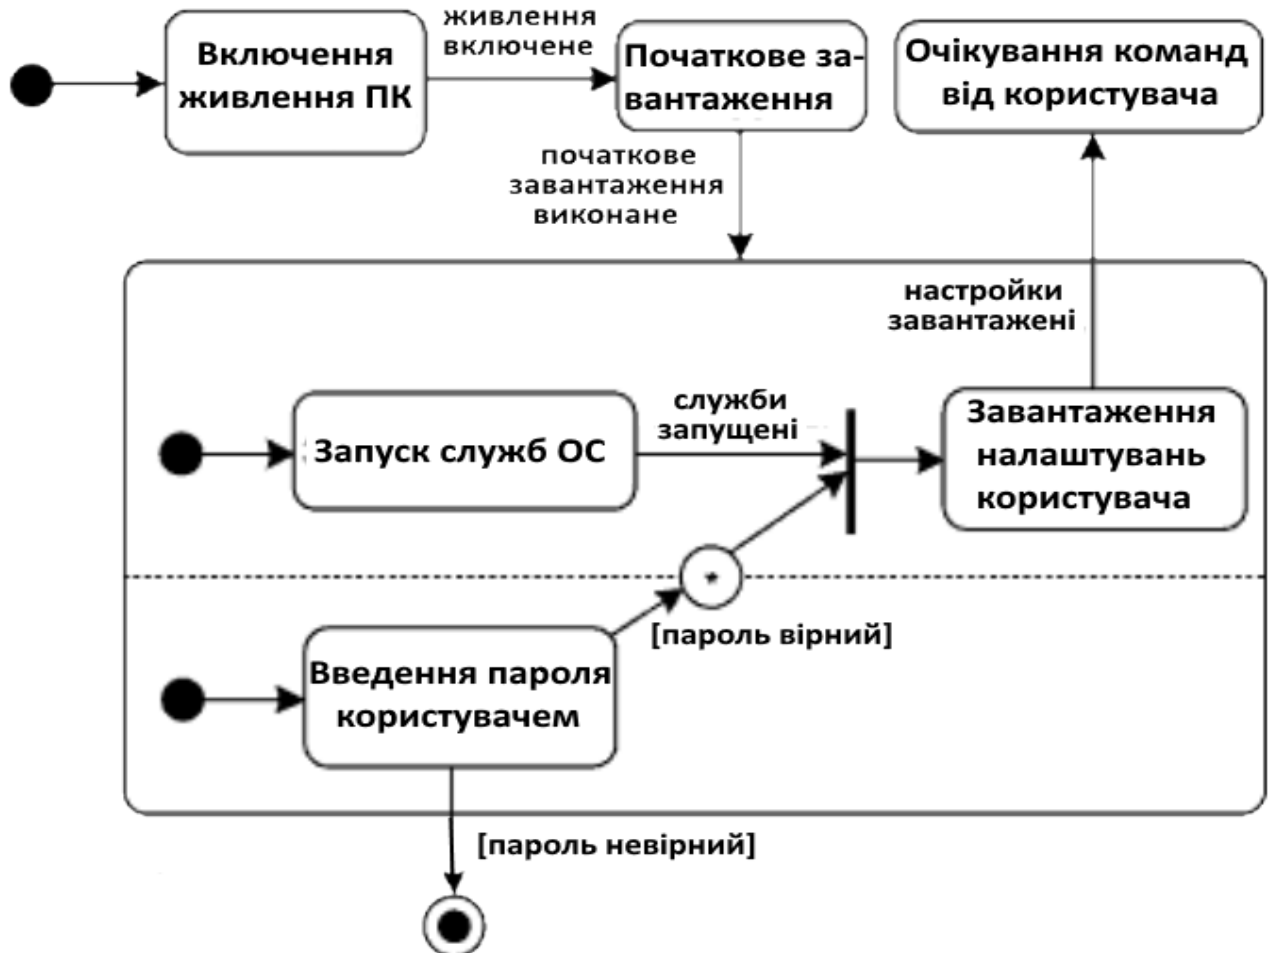 Включення
живлення ПК
живлення
включене
Початкове за-
вантаження
Очікування команд
від користувача
початкове
завантаження
виконане
настройки
завантажені
Запуск служб ОС
служби
запущені
Завантаження
налаштувань
користувача
[пароль вірний]
Введення пароля
користувачем
[пароль невірний]